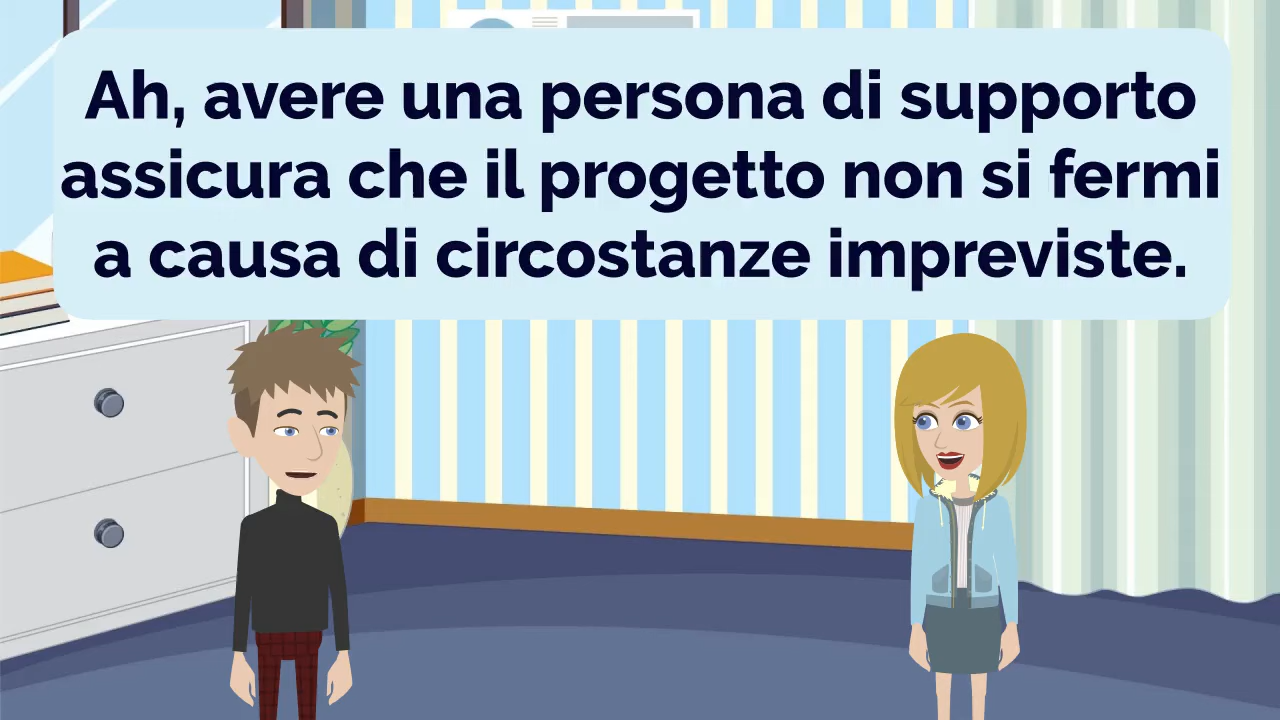 Ah, avere una persona di supporto
assicura che il progetto non si fermi
a causa di circostanze impreviste.